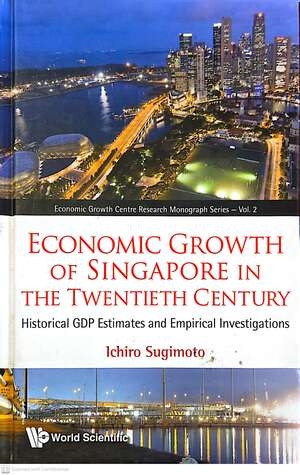 Economic Growth Centre Research Monograph Series – Vol. 2
ECONOMIC GROWTH
OF SINGAPORE IN
THE TWENTIETH CENTURY
Historical GDP Estimates and Empirical Investigations
Ichiro Sugimoto
World Scientific